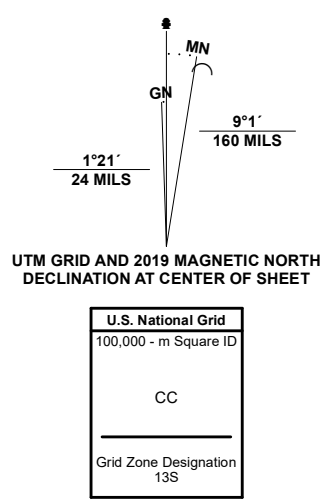 MN
GN
9°1´
160 MILS
1°21´
24 MILS
UTM GRID AND 2019 MAGNETIC NORTH
DECLINATION AT CENTER OF SHEET
U.S. National Grid
100,000 - m Square ID
CC
Grid Zone Designation
13S